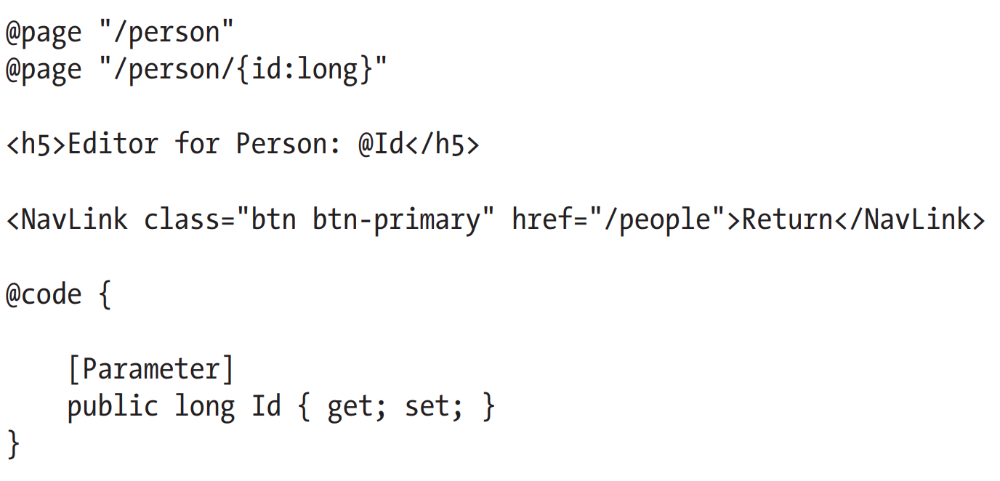 @page "/person"
@page "/person/{id:long}"
<h5>Editor for Person: @Id</h5>
<NavLink class="btn btn-primary" href="/people">Return</NavLink>
@code {
    [Parameter]
    public long Id { get; set; }
}